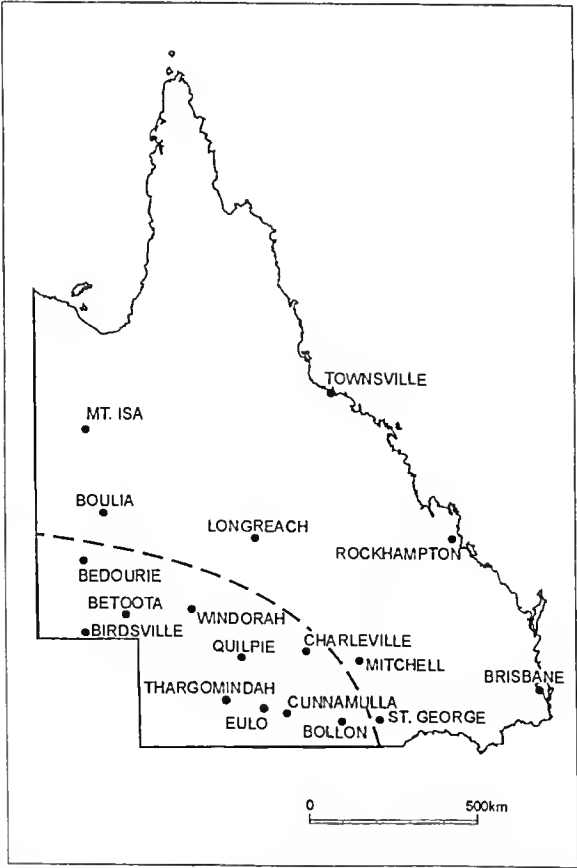 TOWNSVILLE
MT. ISA
BOULIA
LONGREACH
ROCKHAMPTON
BEDOURIE
BETOOTA
WINDORAH
BIRDSVILLE
QUILPIE
CHARLEVILLE
MITCHELL
BRISBANE
THARGOMINDAH
CUNNAMULLA
EULO
ST. GEORGE
BOLLON
0 500km